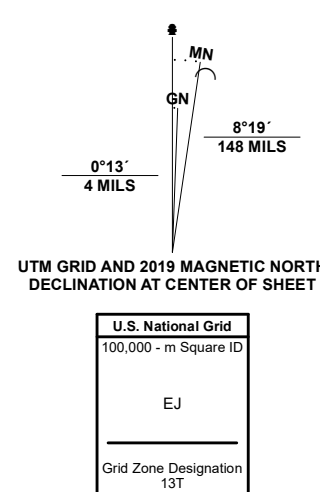 MN
GN
8°19´
148 MILS
0°13´
4 MILS
UTM GRID AND 2019 MAGNETIC NORTH
DECLINATION AT CENTER OF SHEET
U.S. National Grid
100,000 - m Square ID
EJ
Grid Zone Designation
13T